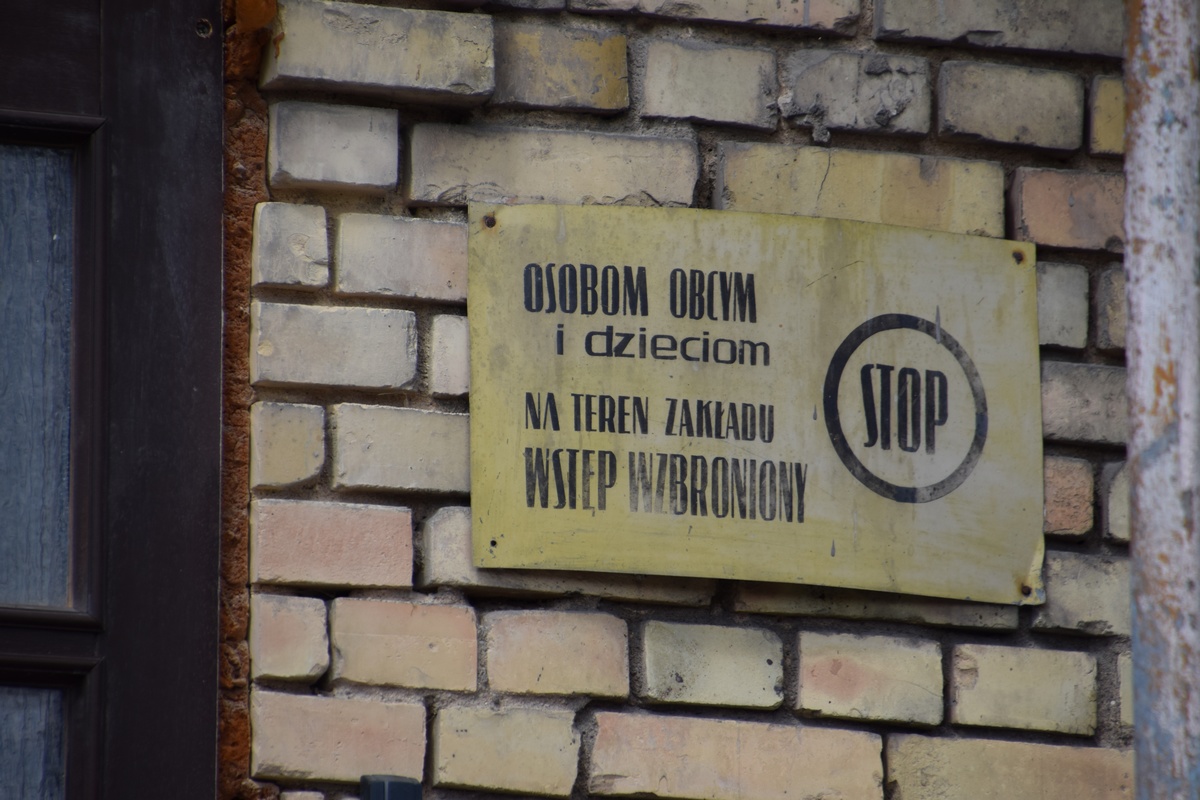 OSOBOM OBCYM
i dzieciom
NA TEREN ZAKŁADU
WSTĘP WZBRONIONY
STOP